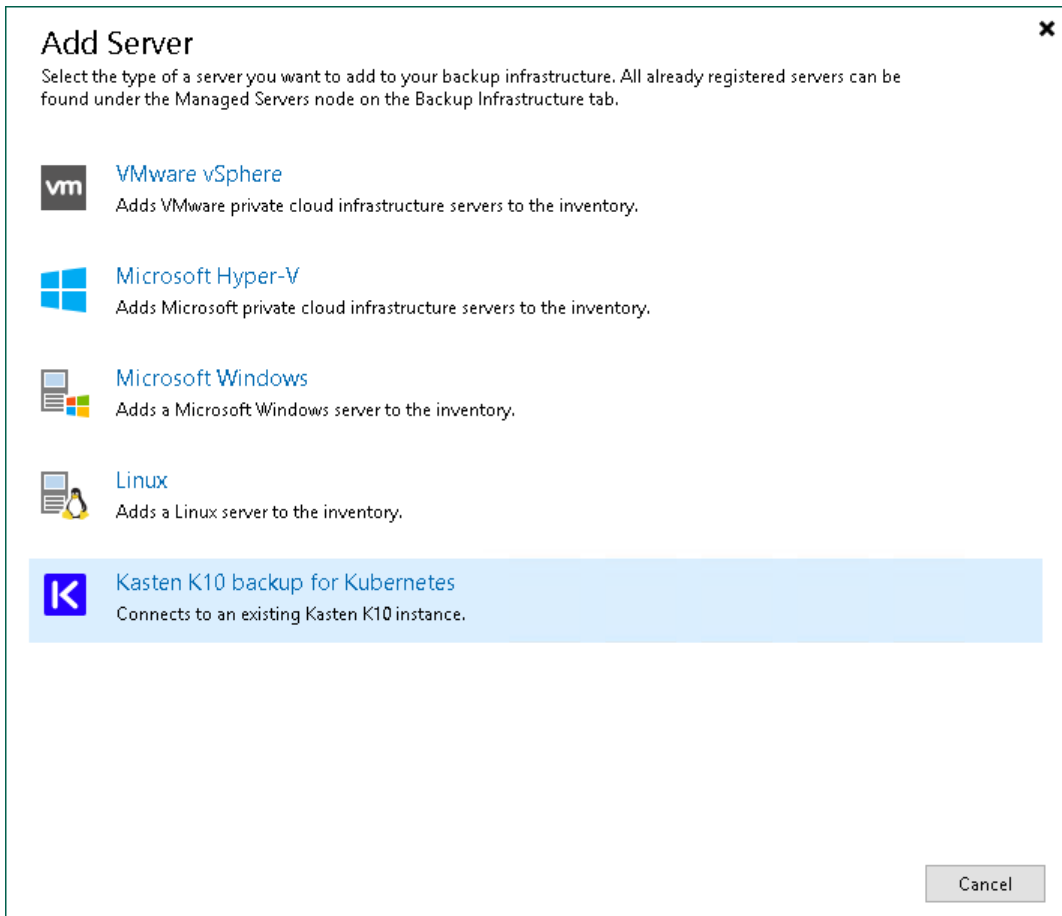 Add Server
Select the type of a server you want to add to your backup infrastructure. All already registered servers can be
found under the Managed Servers node on the Backup Infrastructure tab.
vm
VMware vSphere
Adds VMware private cloud infrastructure servers to the inventory.
Microsoft Hyper-V
Adds Microsoft private cloud infrastructure servers to the inventory.
Microsoft Windows
Adds a Microsoft Windows server to the inventory.
Linux
Adds a Linux server to the inventory.
Kasten K10 backup for Kubernetes
Connects to an existing Kasten K10 instance.
Cancel